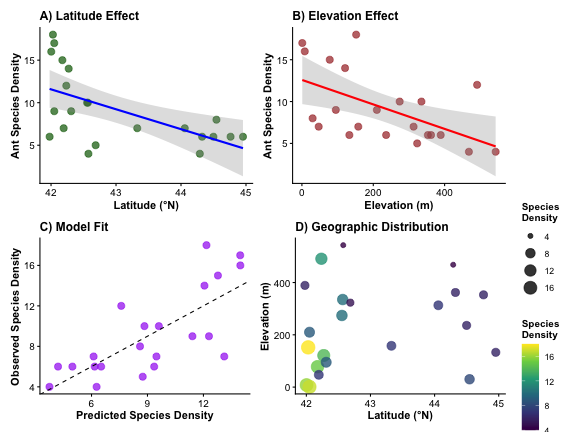 A) Latitude Effect
Ant Species Density
15
10
5
42
43
44
45
Latitude (°N)
B) Elevation Effect
Ant Species Density
15
10
5
0
200
400
Elevation (m)
C) Model Fit
Observed Species Density
16
12
8
4
6
9
12
Predicted Species Density
D) Geographic Distribution
Elevation (m)
400
200
0
42
43
44
45
Latitude (°N)
Species
Density
4
8
12
16
Species
Density
16
12
8
4